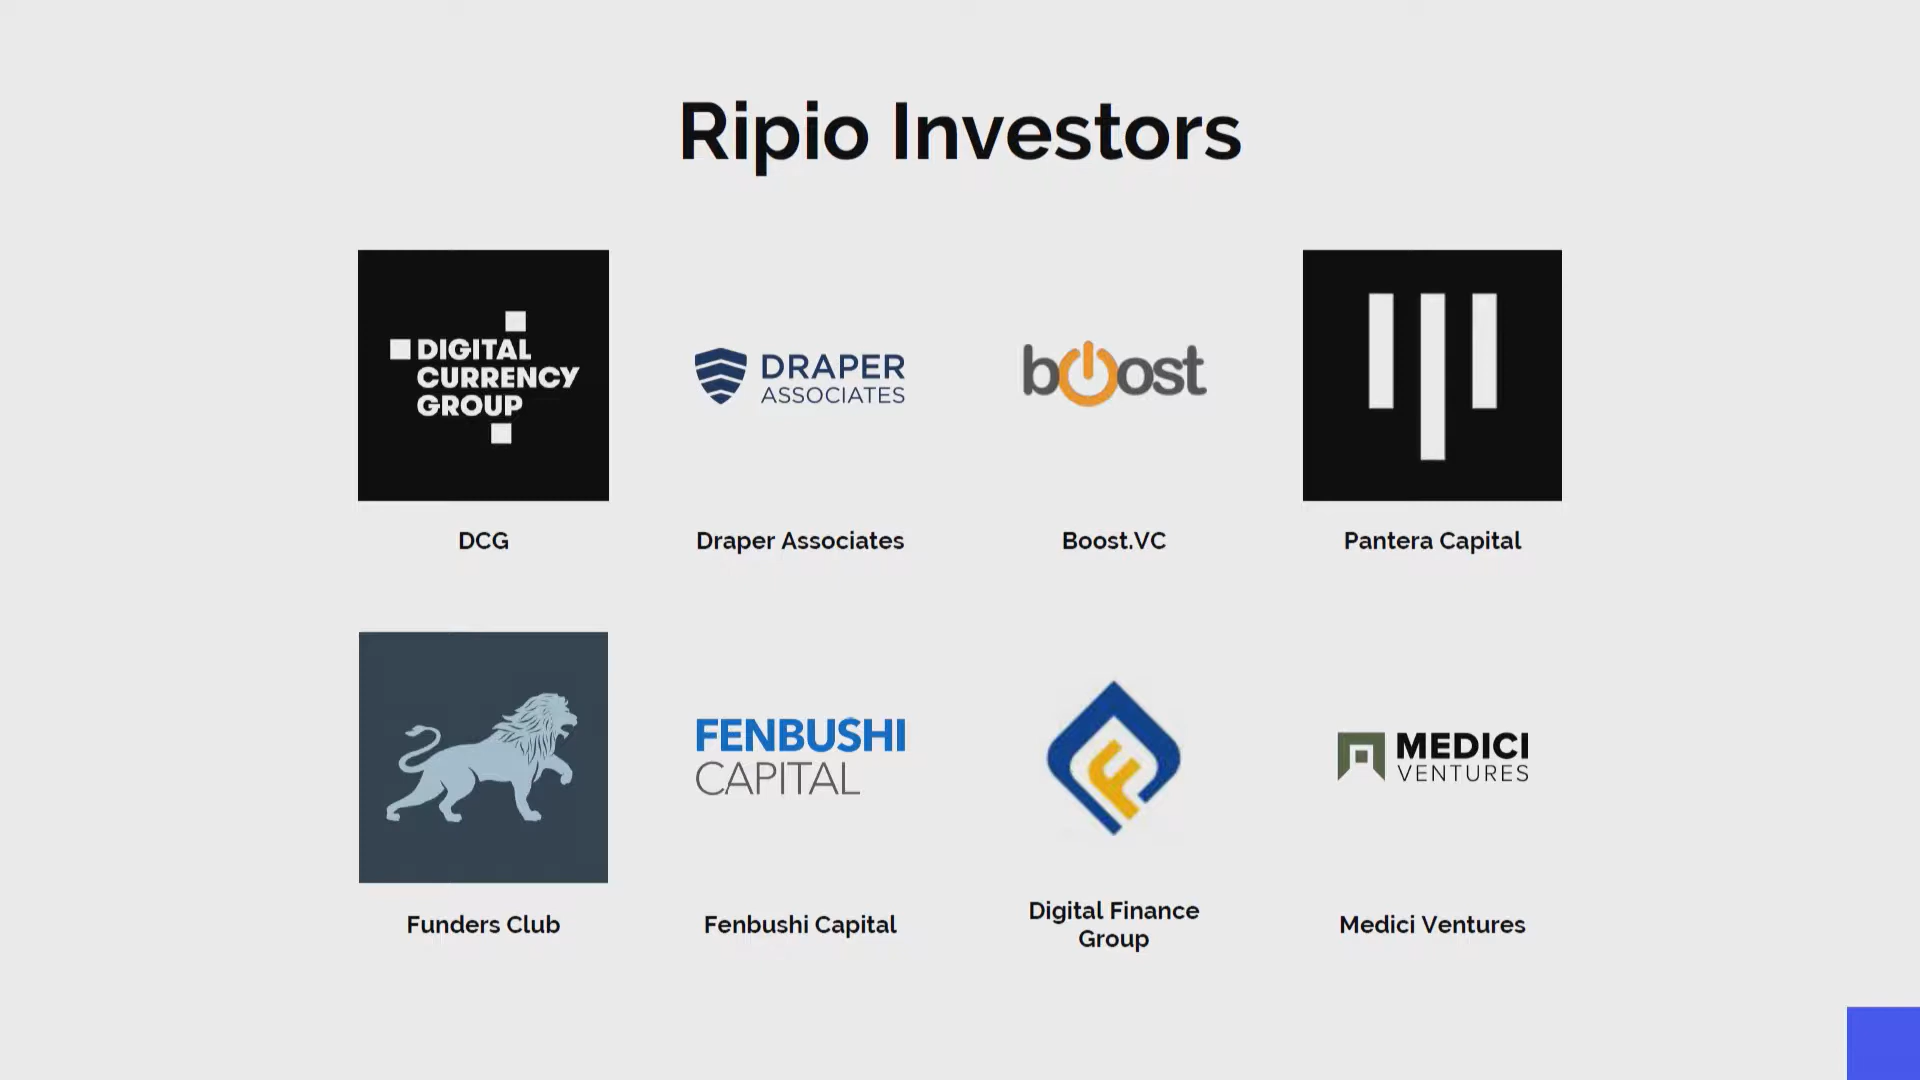 Ripio Investors
DIGITAL
CURRENCY
GROUP
DRAPER
ASSOCIATES
boost
DCG
Draper Associates
Boost.VC
Pantera Capital
FENBUSHI
CAPITAL
MEDICI
VENTURES
Funders Club
Fenbushi Capital
Digital Finance
Group
Medici Ventures